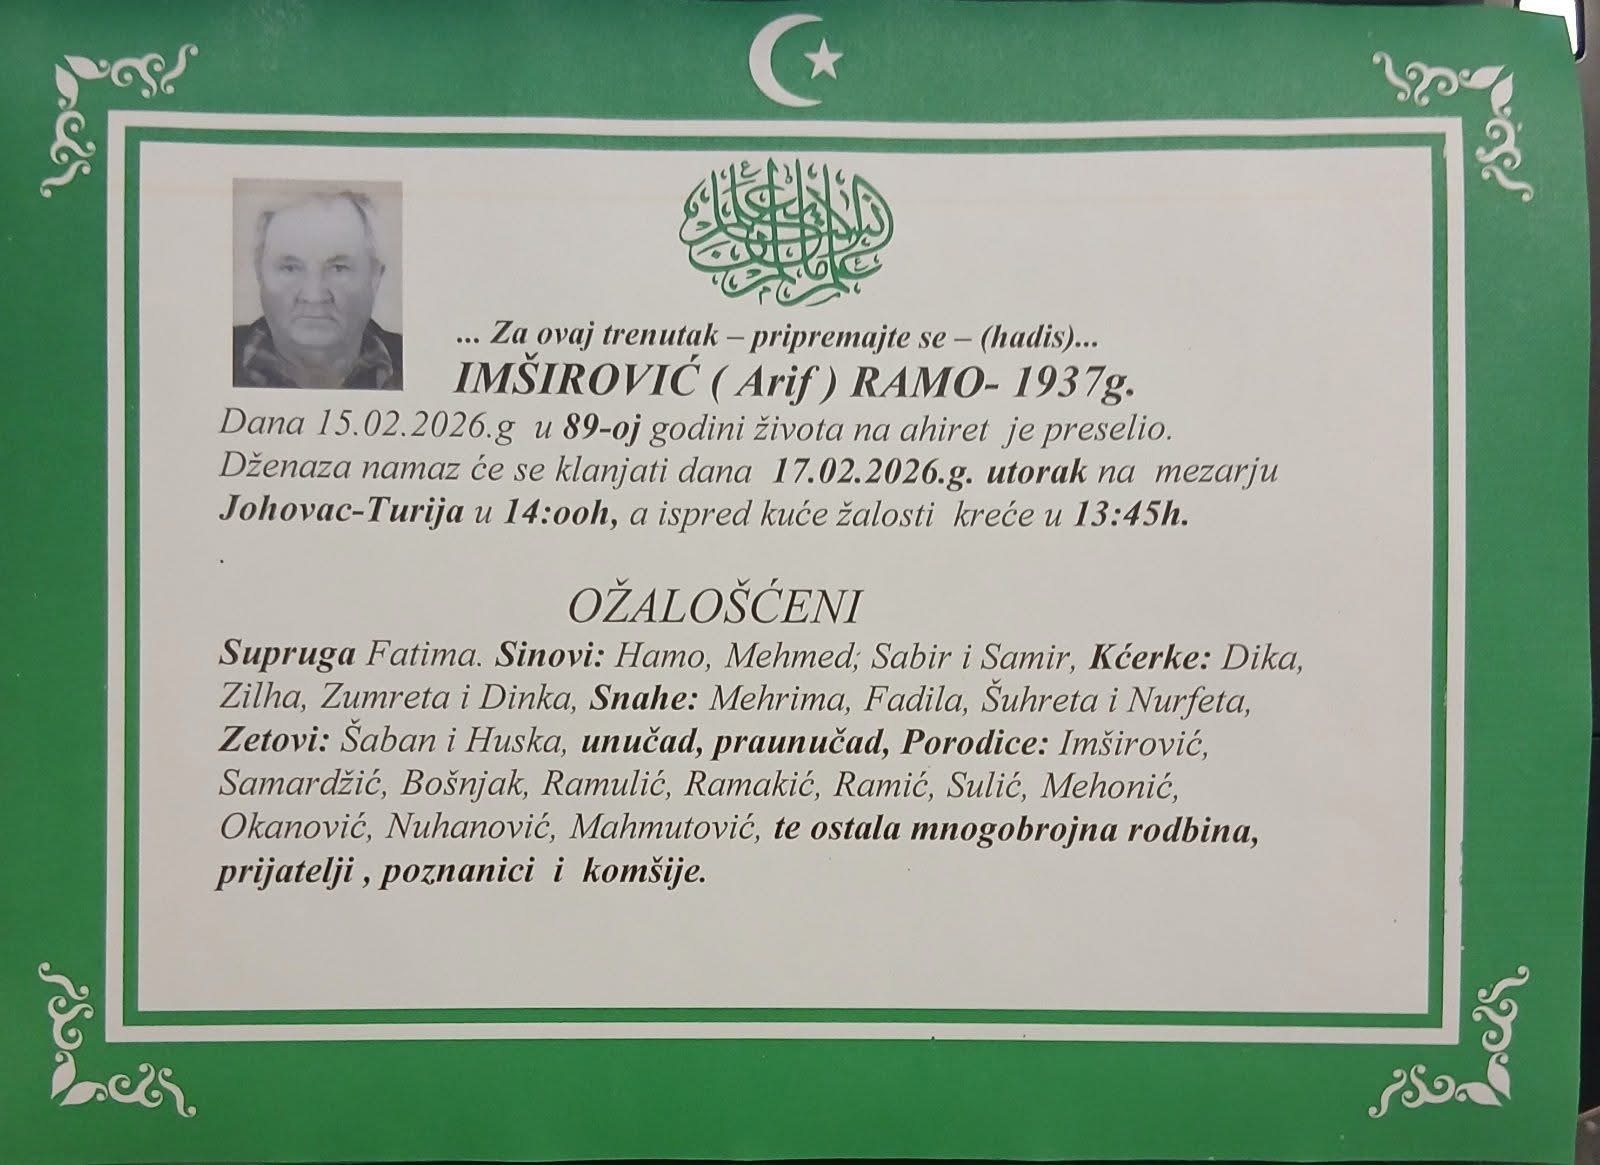 ... Za ovaj trenutak – pripremajte se – (hadis)...
IMŠIROVIĆ ( Arif ) RAMO- 1937g.
Dana 15.02.2026.g u 89-oj godini života na ahiret je preselio.
Dženaza namaz će se klanjati dana 17.02.2026.g. utorak na mezarju
Johovac-Turija u 14:ooh, a ispred kuće žalosti kreće u 13:45h.
.
OŽALOŠĆENI
Supruga Fatima. Sinovi: Hamo, Mehmed; Sabir i Samir, Kćerke: Dika,
Zilha, Zumreta i Dinka, Snahe: Mehrima, Fadila, Šuhreta i Nurfeta,
Zetovi: Šaban i Huska, unučad, praunučad, Porodice: Imširović,
Samardžić, Bošnjak, Ramulić, Ramakić, Ramić, Sulić, Mehonić,
Okanović, Nuhanović, Mahmutović, te ostala mnogobrojna rodbina,
prijatelji , poznanici i komšije.